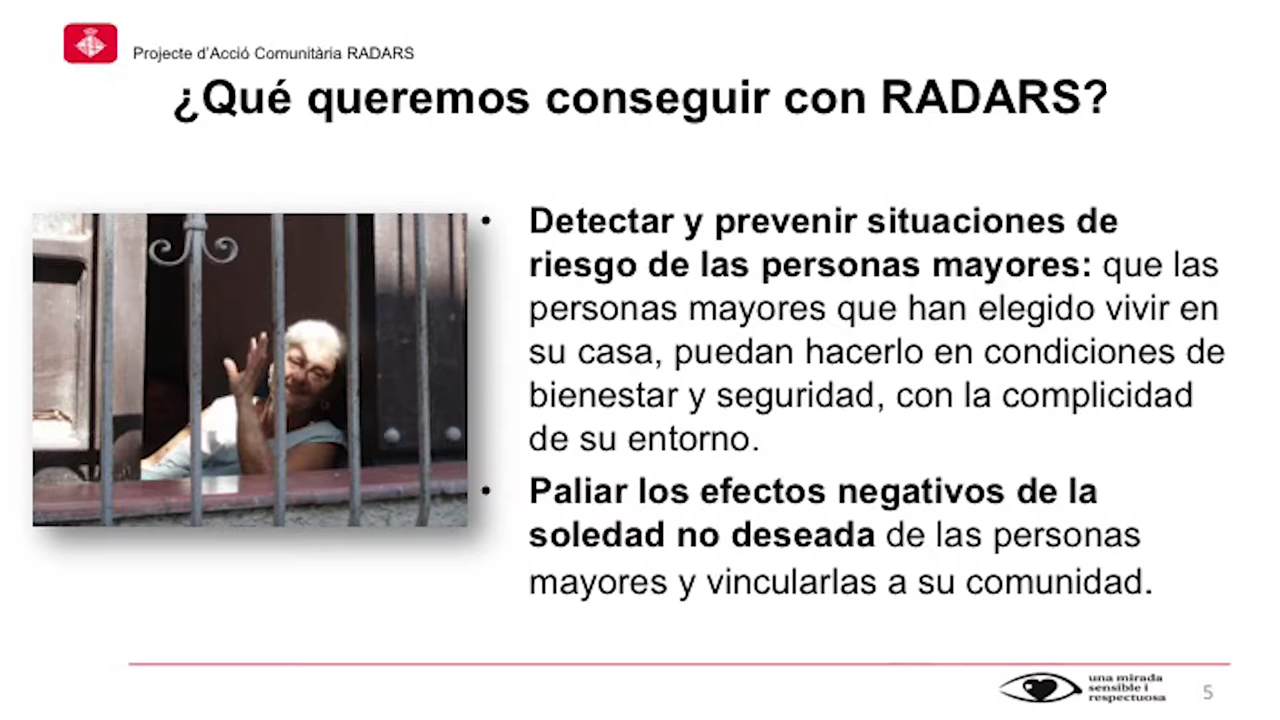 Projecte d'Acció Comunitària RADARS
¿Qué queremos conseguir con RADARS?
• Detectar y prevenir situaciones de
riesgo de las personas mayores: que las
personas mayores que han elegido vivir en
su casa, puedan hacerlo en condiciones de
bienestar y seguridad, con la complicidad
de su entorno.
• Paliar los efectos negativos de la
soledad no deseada de las personas
mayores y vincularlas a su comunidad.
una mirada
sensible i
respectuosa
5